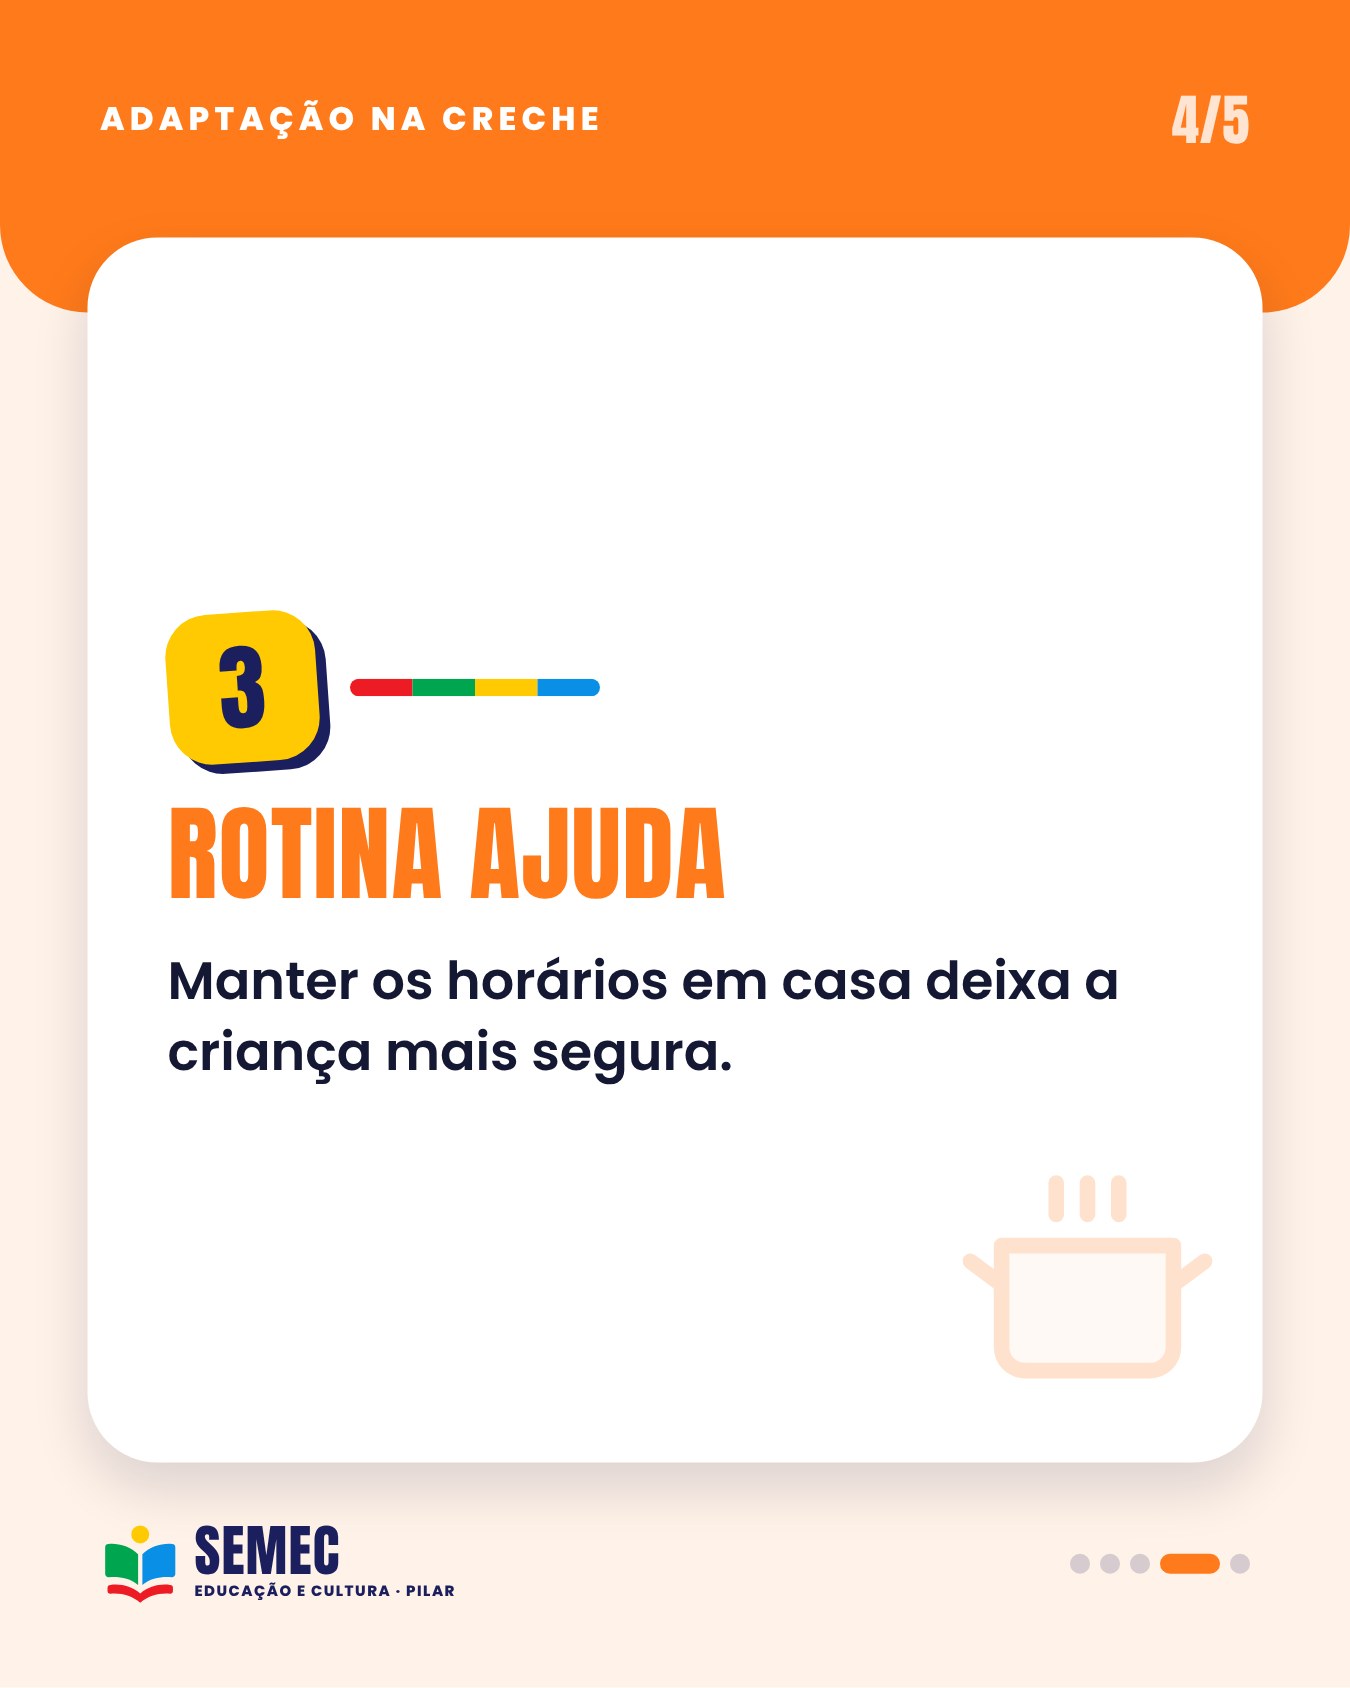 ADAPTAÇÃO NA CRECHE
4/5
3
ROTINA AJUDA
Manter os horários em casa deixa a
criança mais segura.
SEMEC
EDUCAÇÃO E CULTURA · PILAR